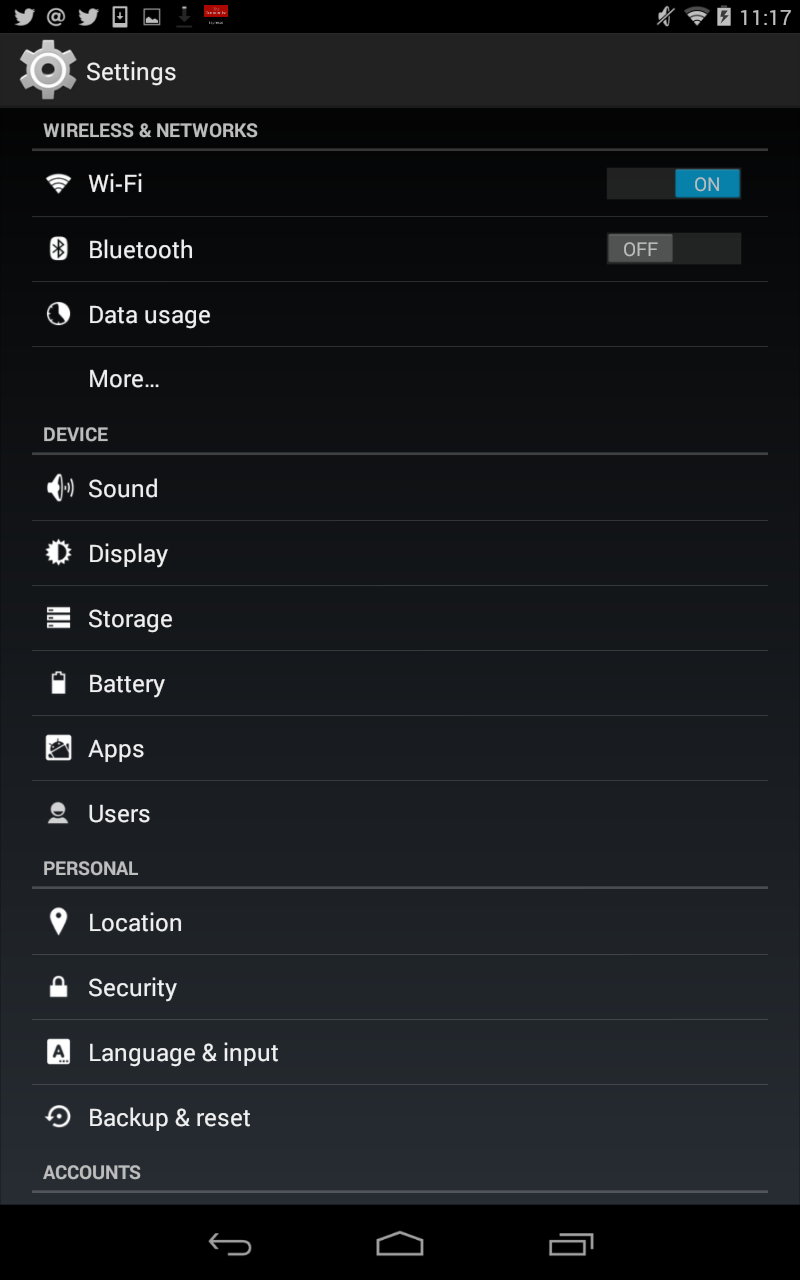 @ 11:17
Settings
WIRELESS & NETWORKS
Wi-Fi ON
Bluetooth OFF
Data usage
More...
DEVICE
Sound
Display
Storage
Battery
Apps
Users
PERSONAL
Location
Security
A Language & input
Backup & reset
ACCOUNTS